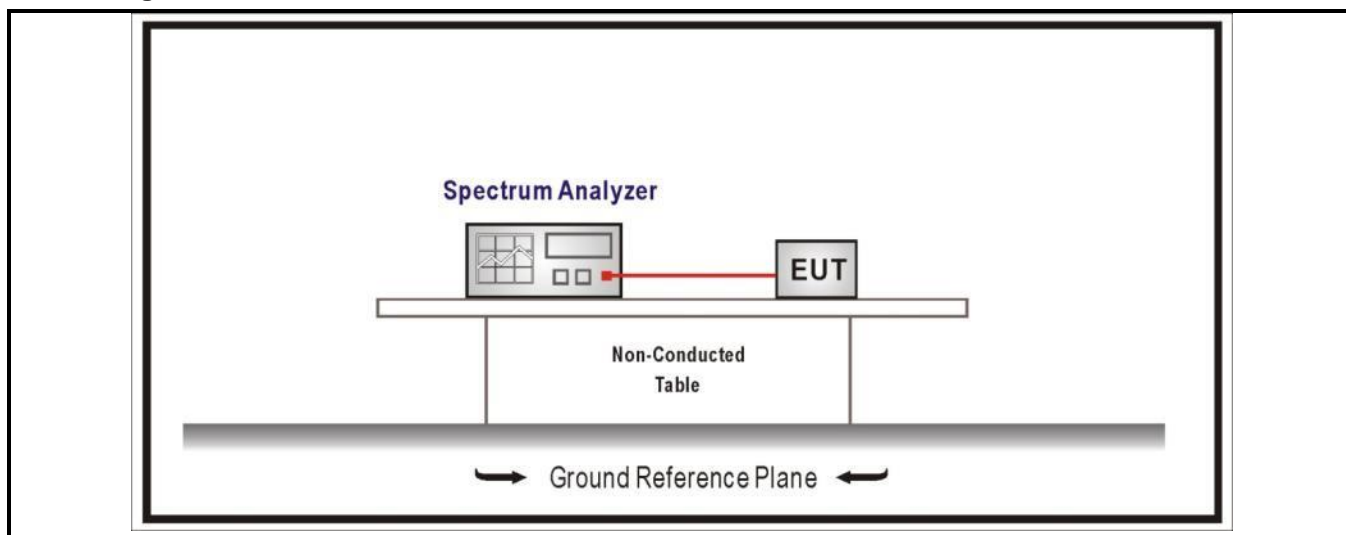 Spectrum Analyzer
EUT
Non-Conducted
Table
Ground Reference Plane